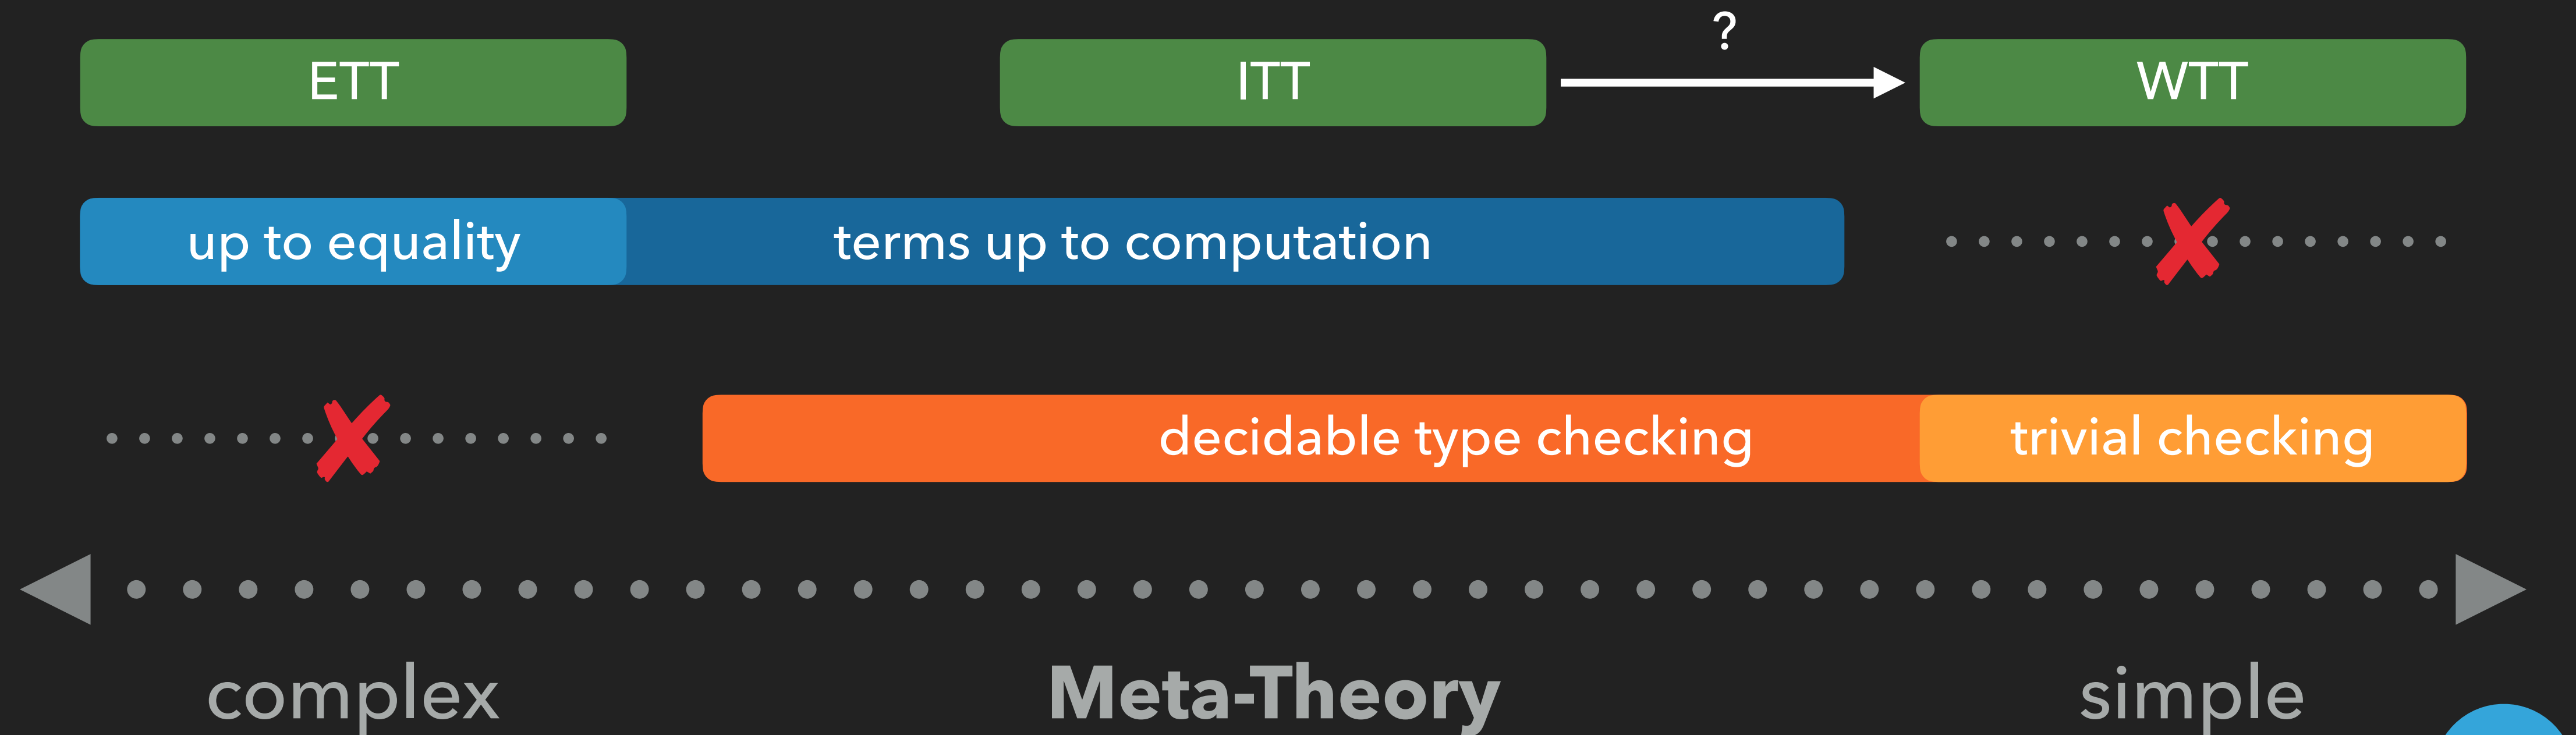 ?
ETT
ITT
WTT
up to equality
terms up to computation
decidable type checking
trivial checking
complex
Meta-Theory
simple